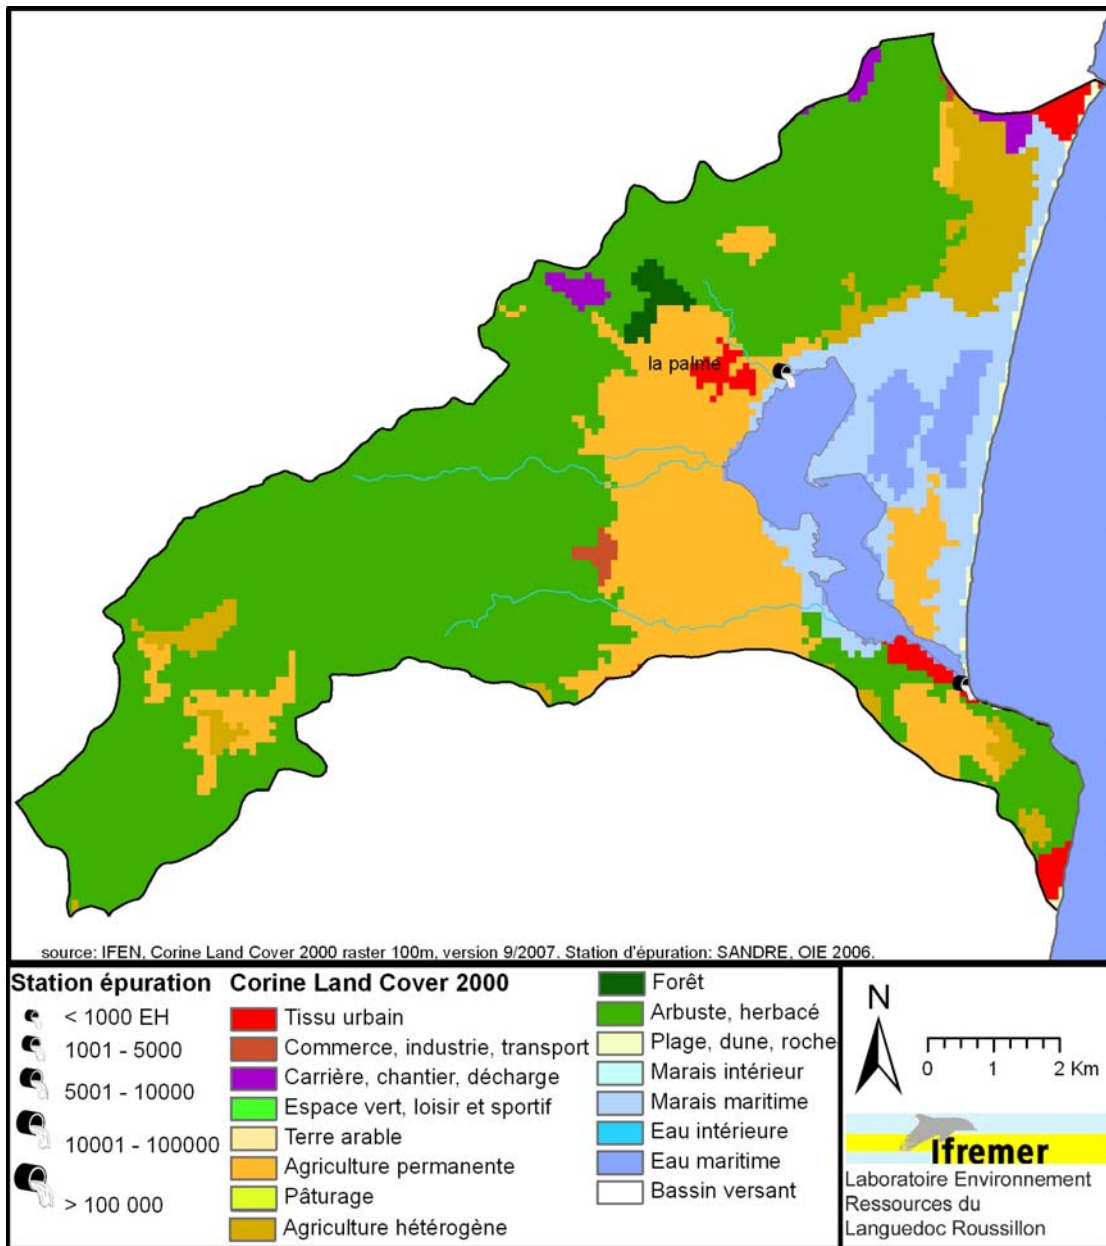 la palme
source: IFEN, Corine Land Cover 2000 raster 100m, version 9/2007. Station d'épuration: SANDRE, OIE 2006.
Station épuration
< 1000 EH
1001 - 5000
5001 - 10000
10001 - 100000
> 100 000
Corine Land Cover 2000
Tissu urbain
Commerce, industrie, transport
Carrière, chantier, décharge
Espace vert, loisir et sportif
Terre arable
Agriculture permanente
Pâturage
Agriculture hétérogène
Forêt
Arbuste, herbacé
Plage, dune, roche
Marais intérieur
Marais maritime
Eau intérieure
Eau maritime
Bassin versant
N
0 1 2 Km
Ifremer
Laboratoire Environnement
Ressources du
Languedoc Roussillon